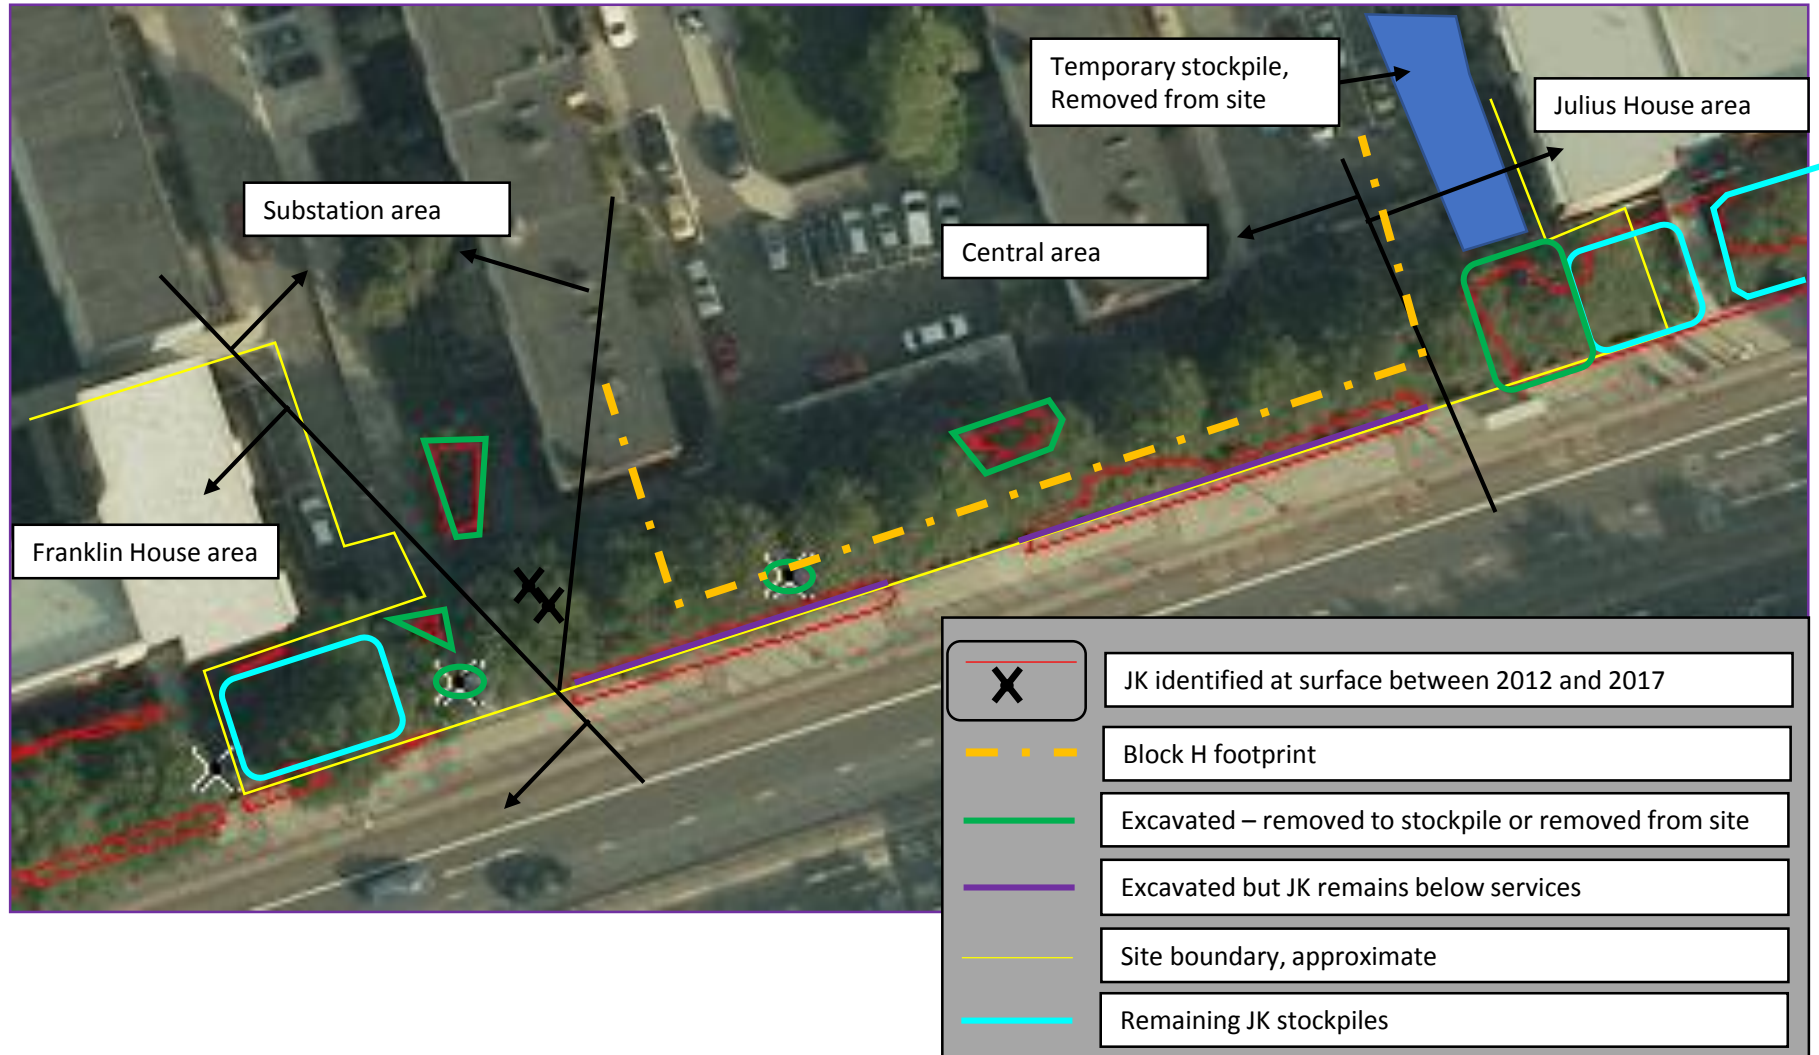 Temporary stockpile,
Removed from site
Julius House area
Substation area
Central area
Franklin House area
JK identified at surface between 2012 and 2017
Block H footprint
Excavated – removed to stockpile or removed from site
Excavated but JK remains below services
Site boundary, approximate
Remaining JK stockpiles